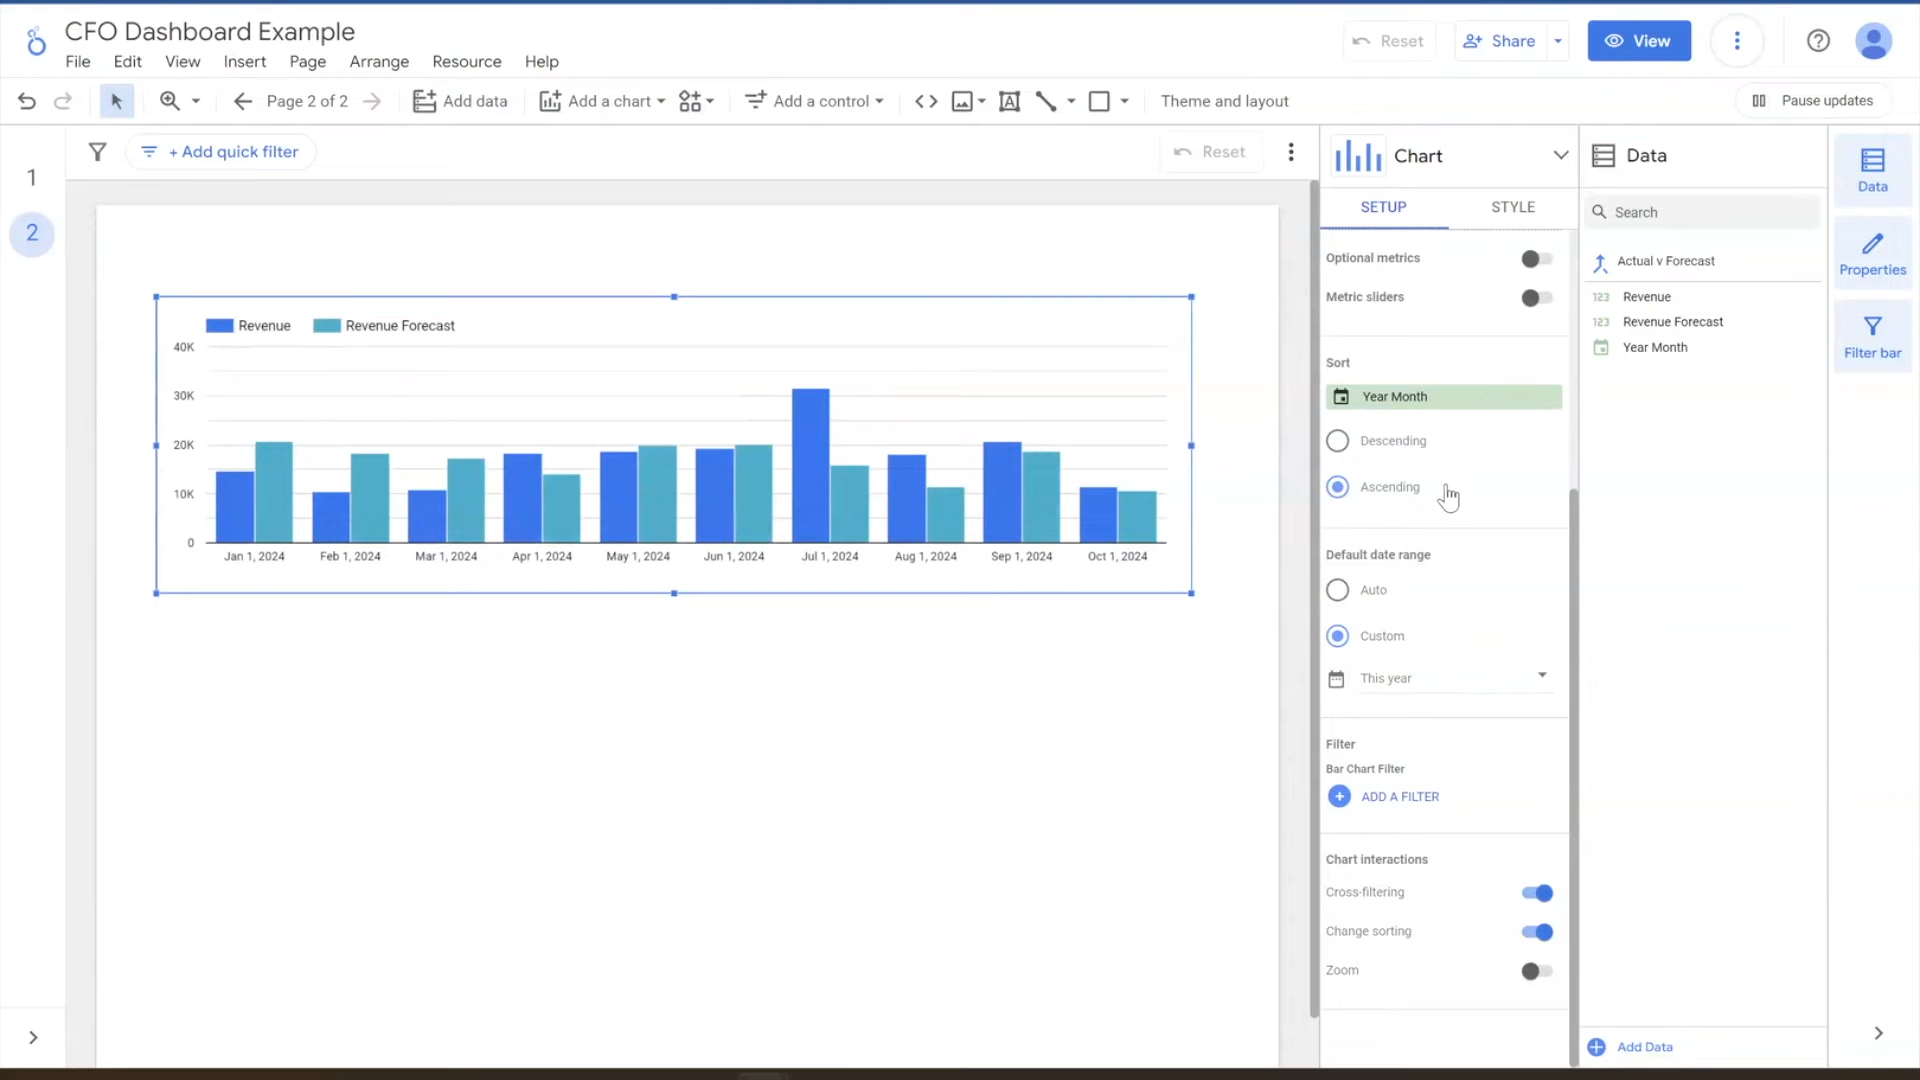 CFO Dashboard Example
File Edit View Insert Page Arrange Resource Help
Reset Share View
Page 2 of 2 Add data Add a chart Add a control Theme and layout Pause updates
+ Add quick filter Reset
1
2
Revenue Revenue Forecast
40K
30K
20K
10K
0
Jan 1, 2024 Feb 1, 2024 Mar 1, 2024 Apr 1, 2024 May 1, 2024 Jun 1, 2024 Jul 1, 2024 Aug 1, 2024 Sep 1, 2024 Oct 1, 2024
Chart
SETUP STYLE
Optional metrics
Metric sliders
Sort
Year Month
Descending
Ascending
Default date range
Auto
Custom
This year
Filter
Bar Chart Filter
ADD A FILTER
Chart interactions
Cross-filtering
Change sorting
Zoom
Data
Search
Actual v Forecast
123 Revenue
123 Revenue Forecast
Year Month
Add Data
Data
Properties
Filter bar